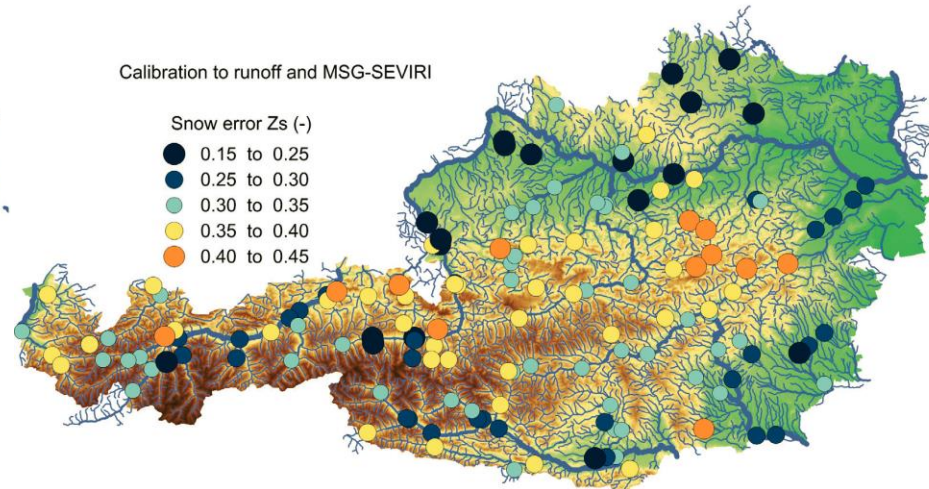 Calibration to runoff and MSG-SEVIRI
Snow error Zs (-)
0.15 to 0.25
0.25 to 0.30
0.30 to 0.35
0.35 to 0.40
0.40 to 0.45